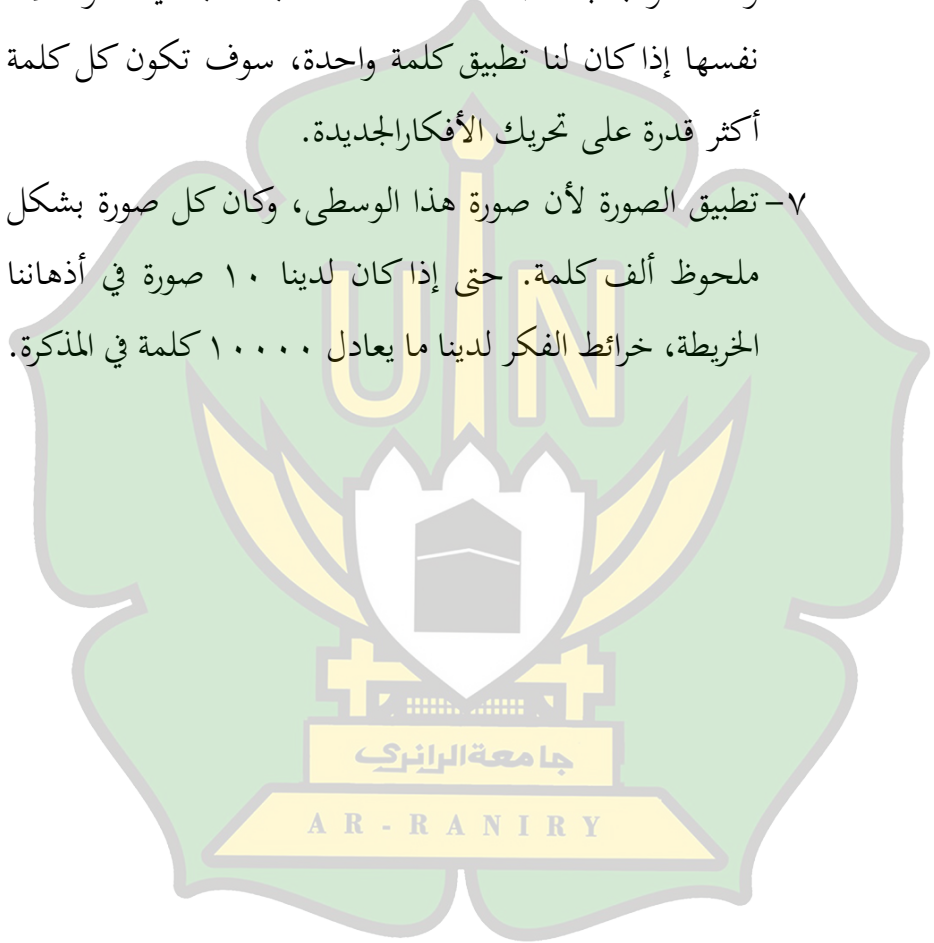 نفسها إذا كان لنا تطبيق كلمة واحدة، سوف تكون كل كلمة
أكثر قدرة على تحريك الأفكارالجديدة.
٧- تطبيق الصورة لأن صورة هذا الوسطى، وكان كل صورة بشكل
ملحوظ ألف كلمة. حتى إذا كان لدينا ١٠ صورة في أذهاننا
الخريطة، خرائط الفكر لدينا ما يعادل ١٠٠٠٠ كلمة في المذكرة.
UIN
جامعةالرانري
AR-RANIRY